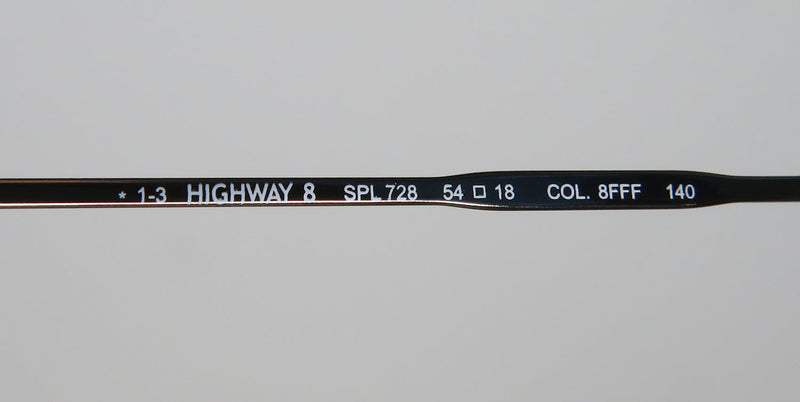 * 1-3 HIGHWAY 8 SPL 728 54 □ 18 COL. 8FFF 140